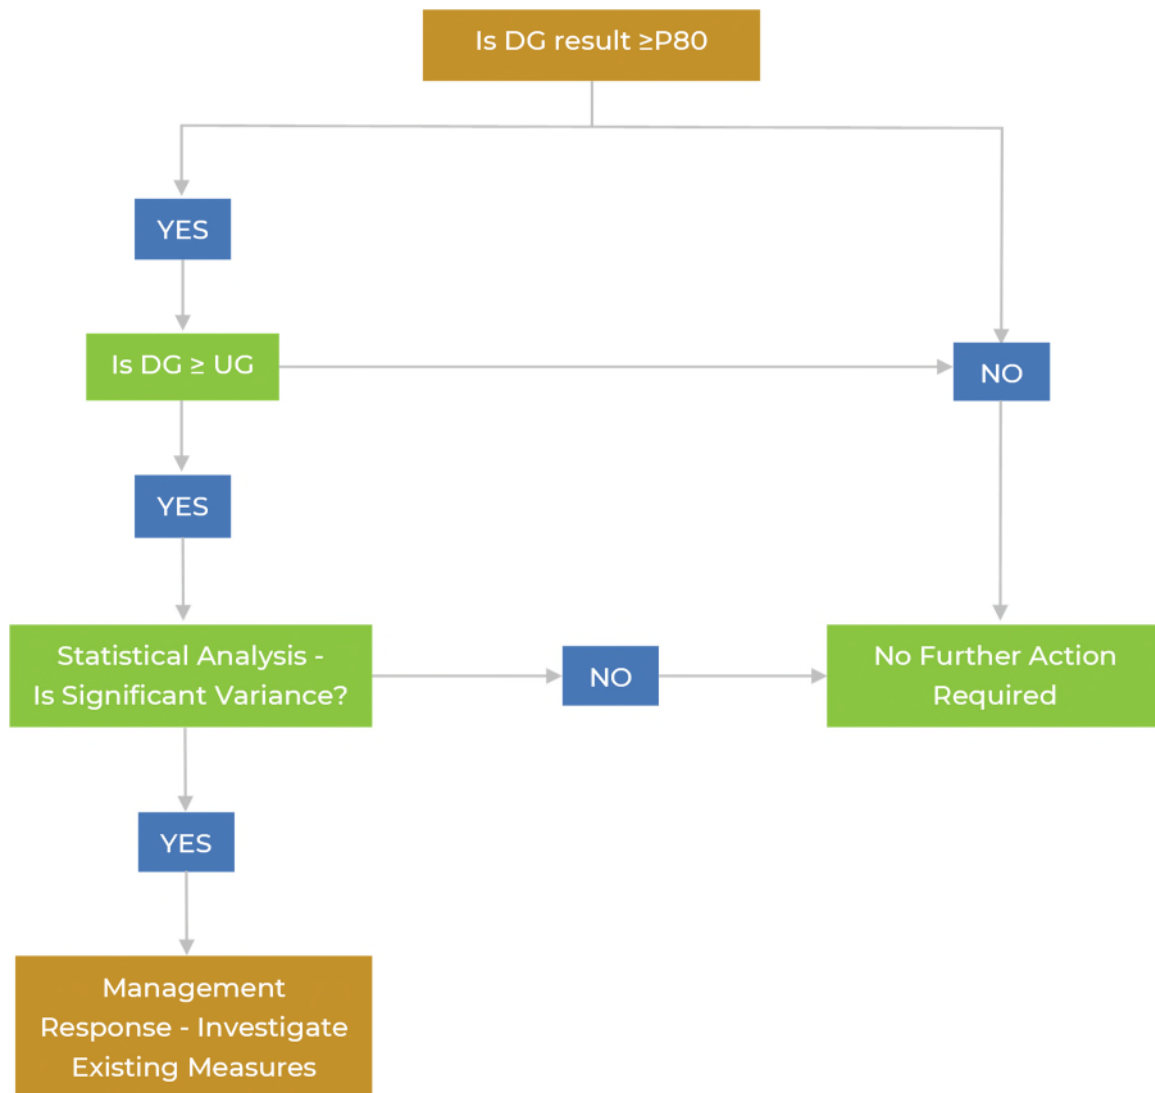 Is DG result ≥P80
YES
Is DG ≥ UG
NO
YES
Statistical Analysis -
Is Significant Variance?
NO
No Further Action
Required
YES
Management
Response - Investigate
Existing Measures